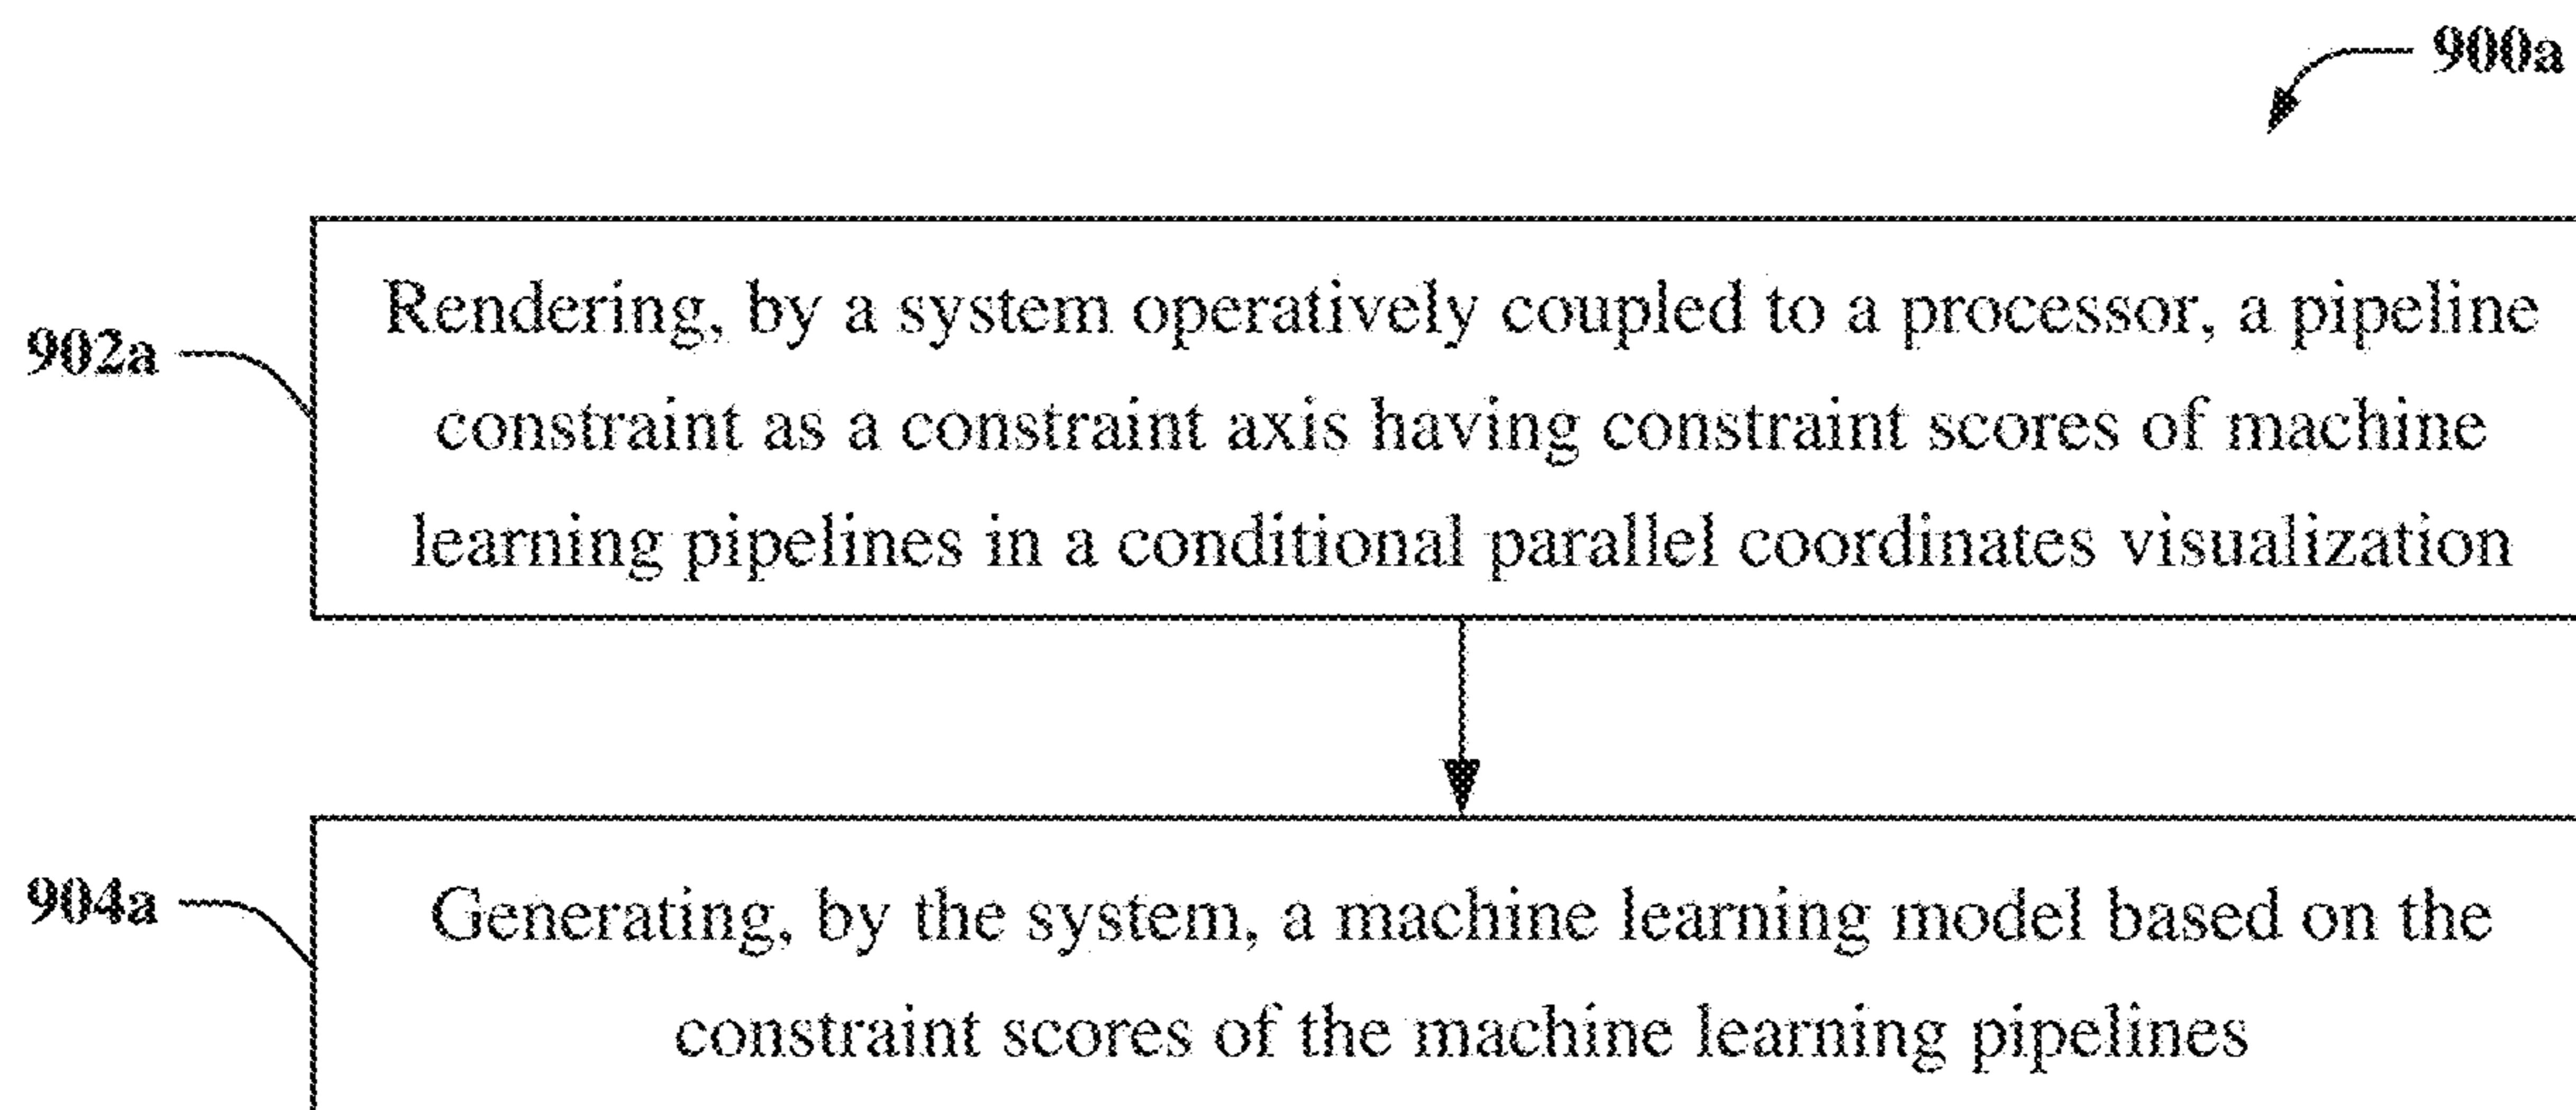 900a
902a
Rendering, by a system operatively coupled to a processor, a pipeline
constraint as a constraint axis having constraint scores of machine
learning pipelines in a conditional parallel coordinates visualization
904a
Generating, by the system, a machine learning model based on the
constraint scores of the machine learning pipelines